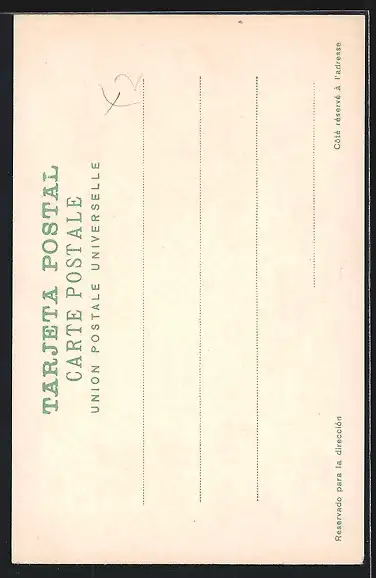 TARJETA POSTAL
CARTE POSTALE
UNION POSTALE UNIVERSELLE
Reservado para la dirección
Côté réservé à l'adresse